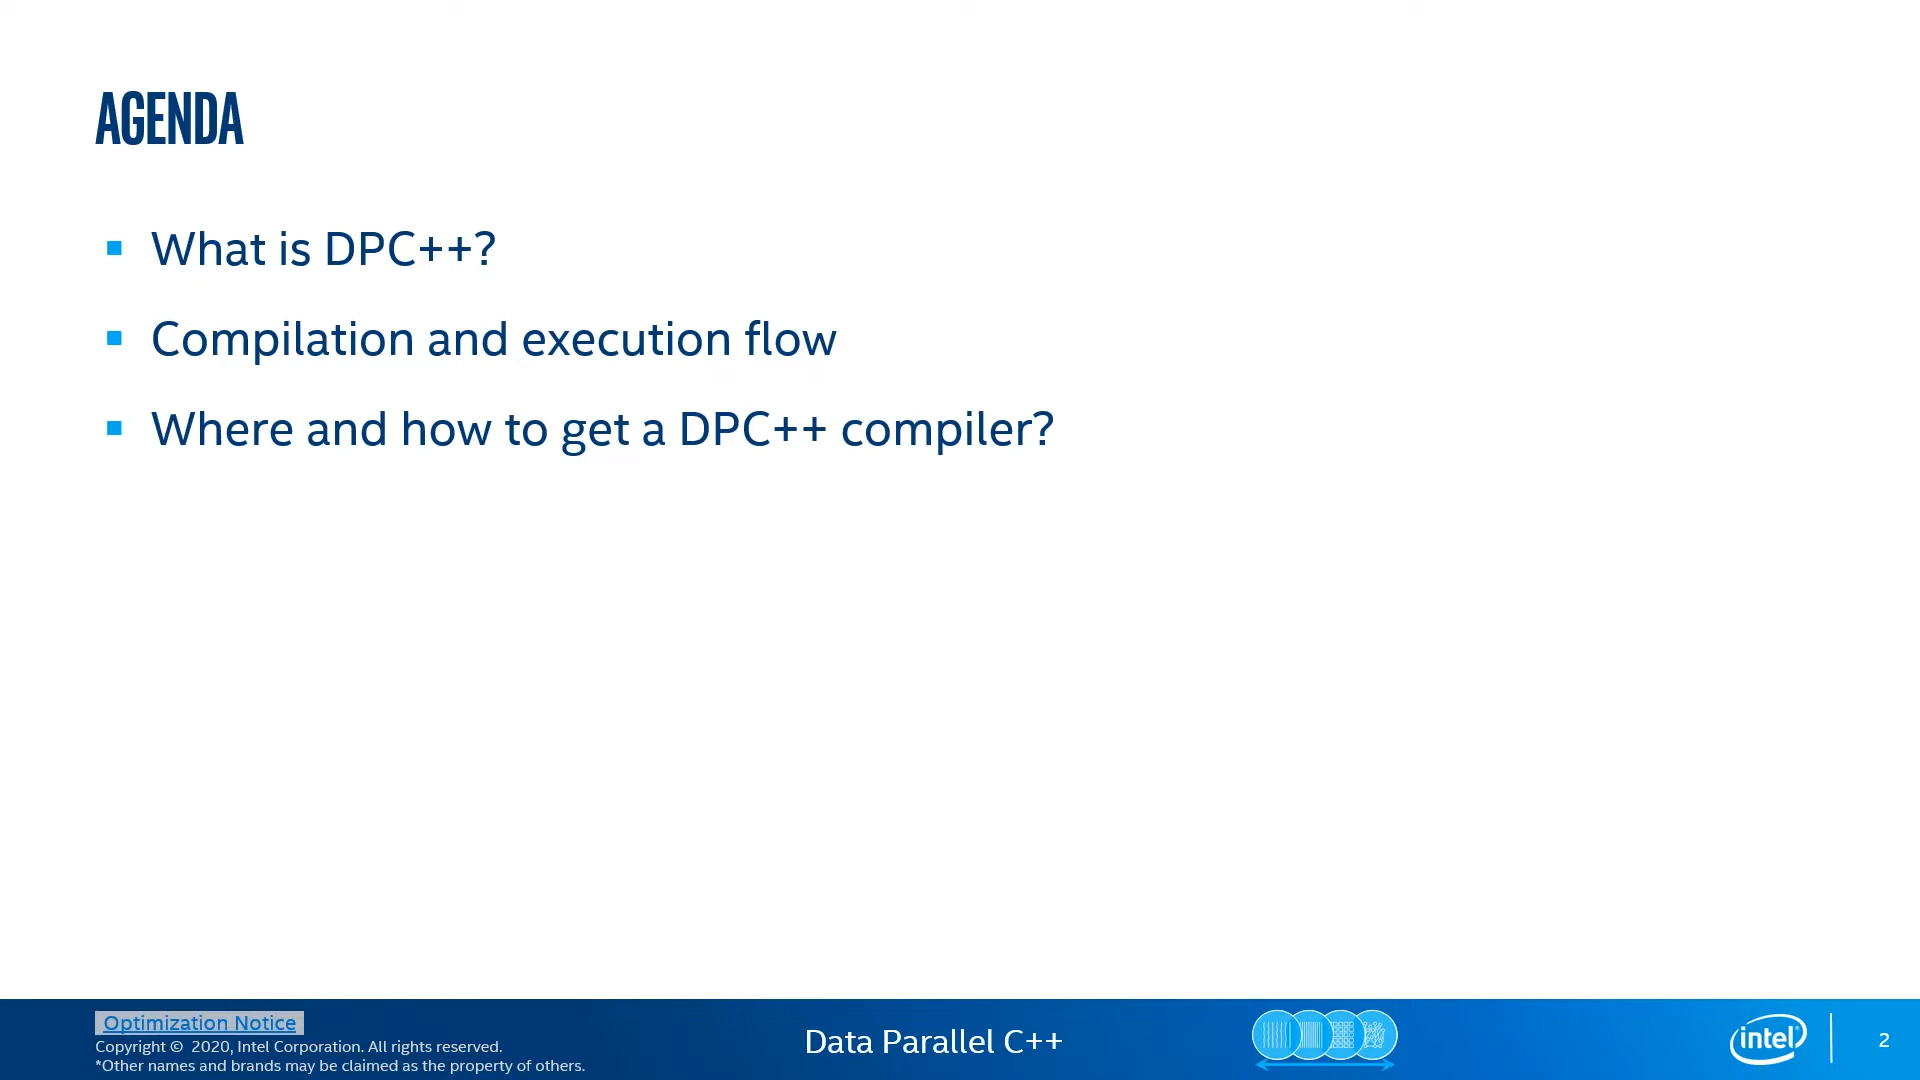 AGENDA
What is DPC++?
Compilation and execution flow
Where and how to get a DPC++ compiler?
Optimization Notice
Copyright © 2020, Intel Corporation. All rights reserved.
*Other names and brands may be claimed as the property of others.
Data Parallel C++
intel
2